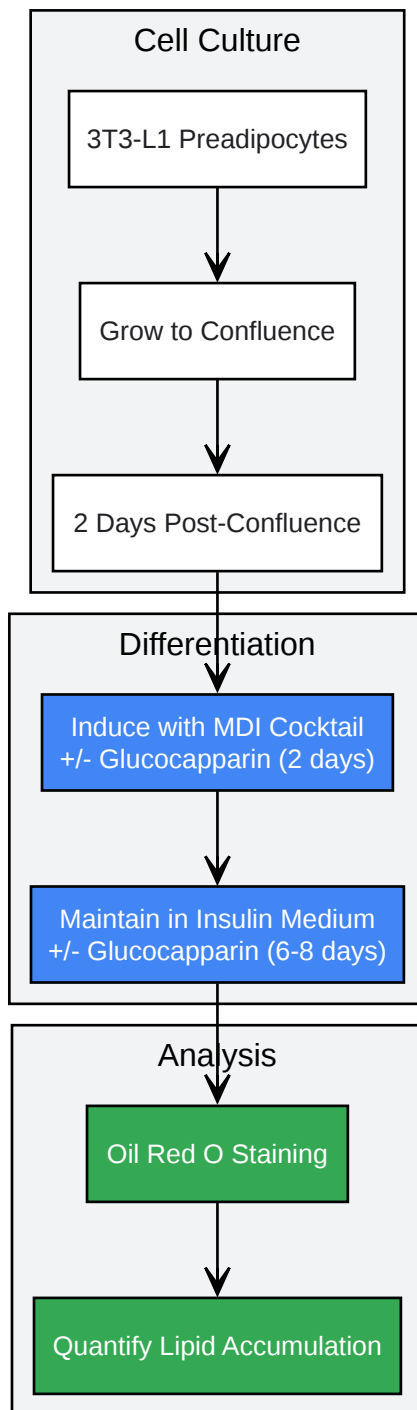 Cell Culture
3T3-L1 Preadipocytes
Grow to Confluence
2 Days Post-Confluence
Differentiation
Induce with MDI Cocktail
+/- Glucocapparin (2 days)
Maintain in Insulin Medium
+/- Glucocapparin (6-8 days)
Analysis
Oil Red O Staining
Quantify Lipid Accumulation